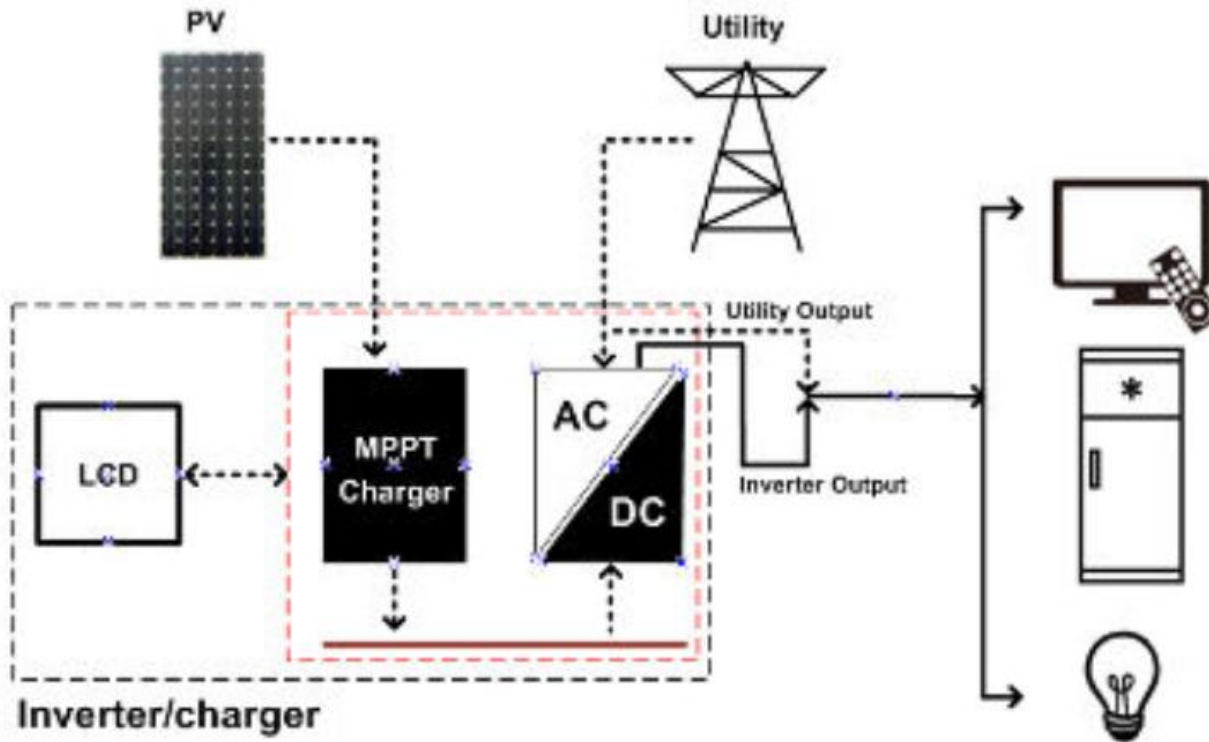 PV
Utility
Utility Output
AC
MPPT
Charger
LCD
DC
Inverter Output
Inverter/charger